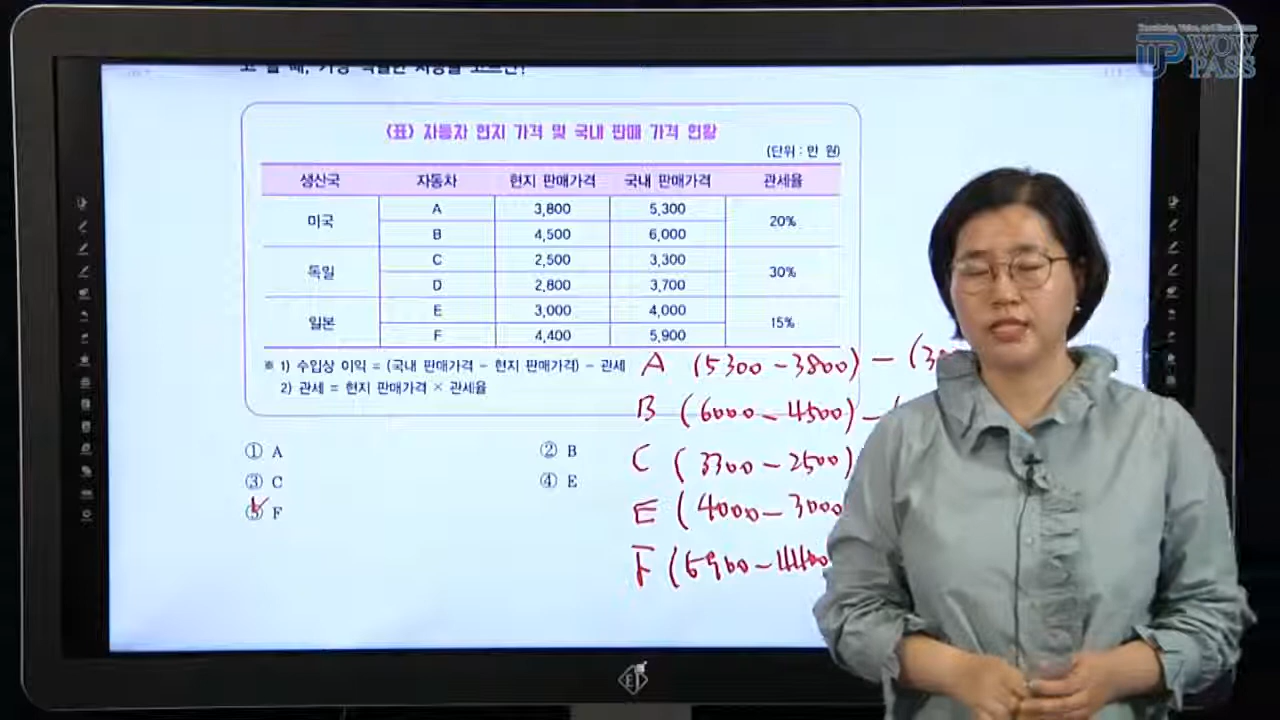 WOW
PASS
〈표〉 자동차 현지 가격 및 국내 판매 가격 현황
(단위 : 만 원)
생산국 자동차 현지 판매가격 국내 판매가격 관세율
미국 A 3,800 5,300 20%
B 4,500 6,000
독일 C 2,500 3,300 30%
D 2,800 3,700
일본 E 3,000 4,000 15%
F 4,400 5,900
※ 1) 수입상 이익 = (국내 판매가격 - 현지 판매가격) - 관세
2) 관세 = 현지 판매가격 × 관세율
A (5300-3800) - (3
B (6000-4500) - (
C (3300-2500)
E (4000-3000
F (5900-4400
① A ② B
③ C ④ E
⑤ F